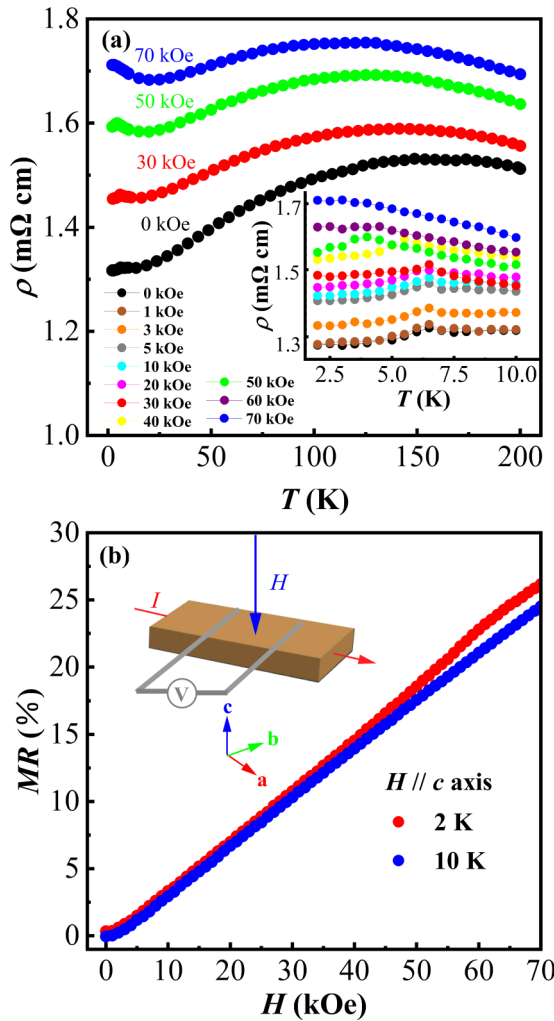 (a)
1.8
1.6
1.4
1.2
1.0
ρ (mΩ cm)
70 kOe
50 kOe
30 kOe
0 kOe
0 kOe
1 kOe
3 kOe
5 kOe
10 kOe
20 kOe
30 kOe
40 kOe
50 kOe
60 kOe
70 kOe
1.7
1.5
1.3
ρ (mΩ cm)
2.5 5.0 7.5 10.0
T (K)
0 50 100 150 200
T (K)
(b)
30
25
20
15
10
5
0
MR (%)
I
H
V
c
b
a
H // c axis
2 K
10 K
0 10 20 30 40 50 60 70
H (kOe)